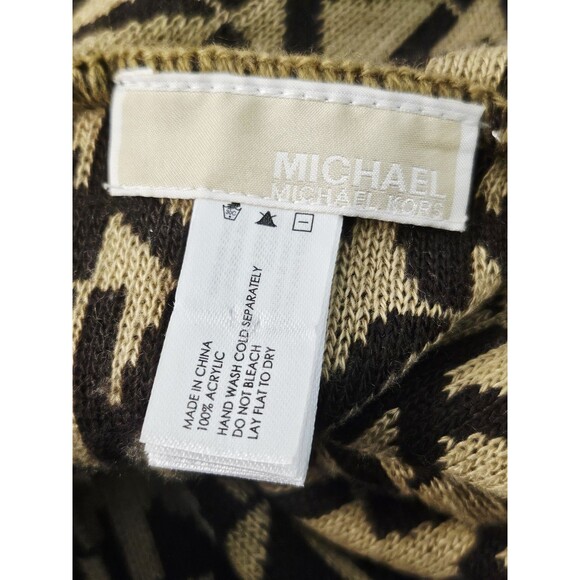 MICHAEL
MICHAEL KORS
MADE IN CHINA
100% ACRYLIC
HAND WASH COLD SEPARATELY
DO NOT BLEACH
LAY FLAT TO DRY